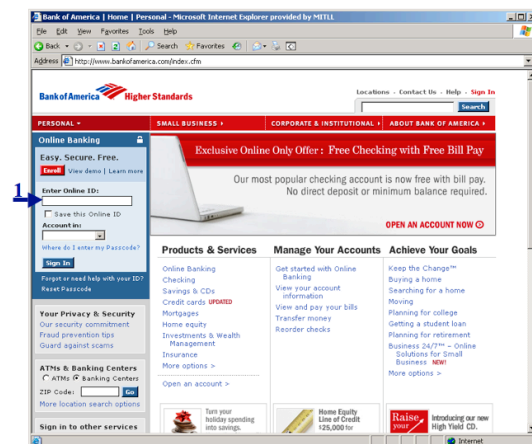 Bank of America | Home | Personal - Microsoft Internet Explorer provided by MITLL
File Edit View Favorites Tools Help
Back Search Favorites
Address http://www.bankofamerica.com/index.cfm
Bank of America Higher Standards
Locations · Contact Us · Help · Sign In
Search
PERSONAL SMALL BUSINESS CORPORATE & INSTITUTIONAL ABOUT BANK OF AMERICA
Online Banking
Easy. Secure. Free.
Enroll View demo | Learn more
1
Enter Online ID:
Save this Online ID
Account in:
Where do I enter my Passcode?
Sign In
Forgot or need help with your ID?
Reset Passcode
Your Privacy & Security
Our security commitment
Fraud prevention tips
Guard against scams
ATMs & Banking Centers
ATMs Banking Centers
ZIP Code: Go
More location search options
Sign in to other services
Exclusive Online Only Offer : Free Checking with Free Bill Pay
Our most popular checking account is now free with bill pay.
No direct deposit or minimum balance required.
OPEN AN ACCOUNT NOW
Products & Services
Online Banking
Checking
Savings & CDs
Credit cards UPDATED
Mortgages
Home equity
Investments & Wealth
Management
Insurance
More options >
Open an account >
Manage Your Accounts
Get started with Online
Banking
View your account
information
View and pay your bills
Transfer money
Reorder checks
Achieve Your Goals
Keep the Change™
Buying a home
Searching for a home
Moving
Planning for college
Getting a student loan
Planning for retirement
Business 24/7™ – Online
Solutions for Small
Business NEW!
More options >
Turn your
holiday spending
into savings.
Home Equity
Line of Credit
$25,000 for
Raise
your
Introducing our new
High Yield CD.
Internet